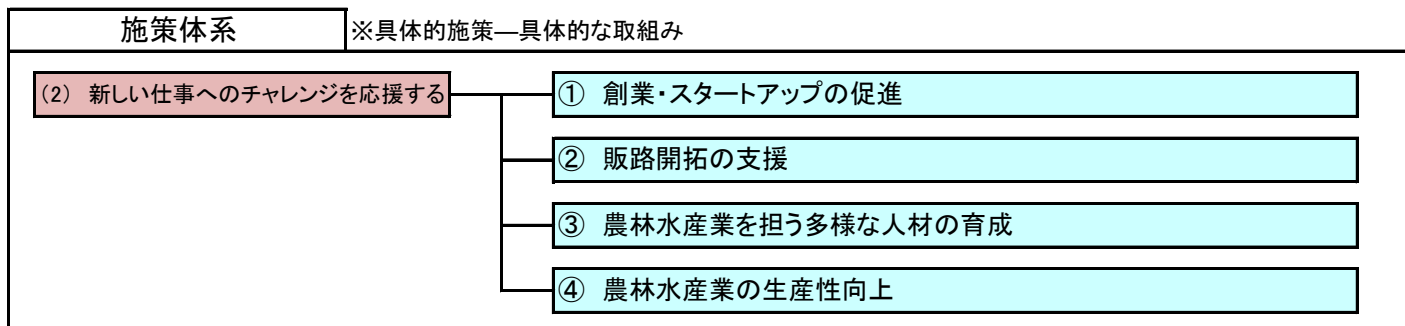 施策体系
※具体的施策―具体的な取組み
(2) 新しい仕事へのチャレンジを応援する
① 創業・スタートアップの促進
② 販路開拓の支援
③ 農林水産業を担う多様な人材の育成
④ 農林水産業の生産性向上